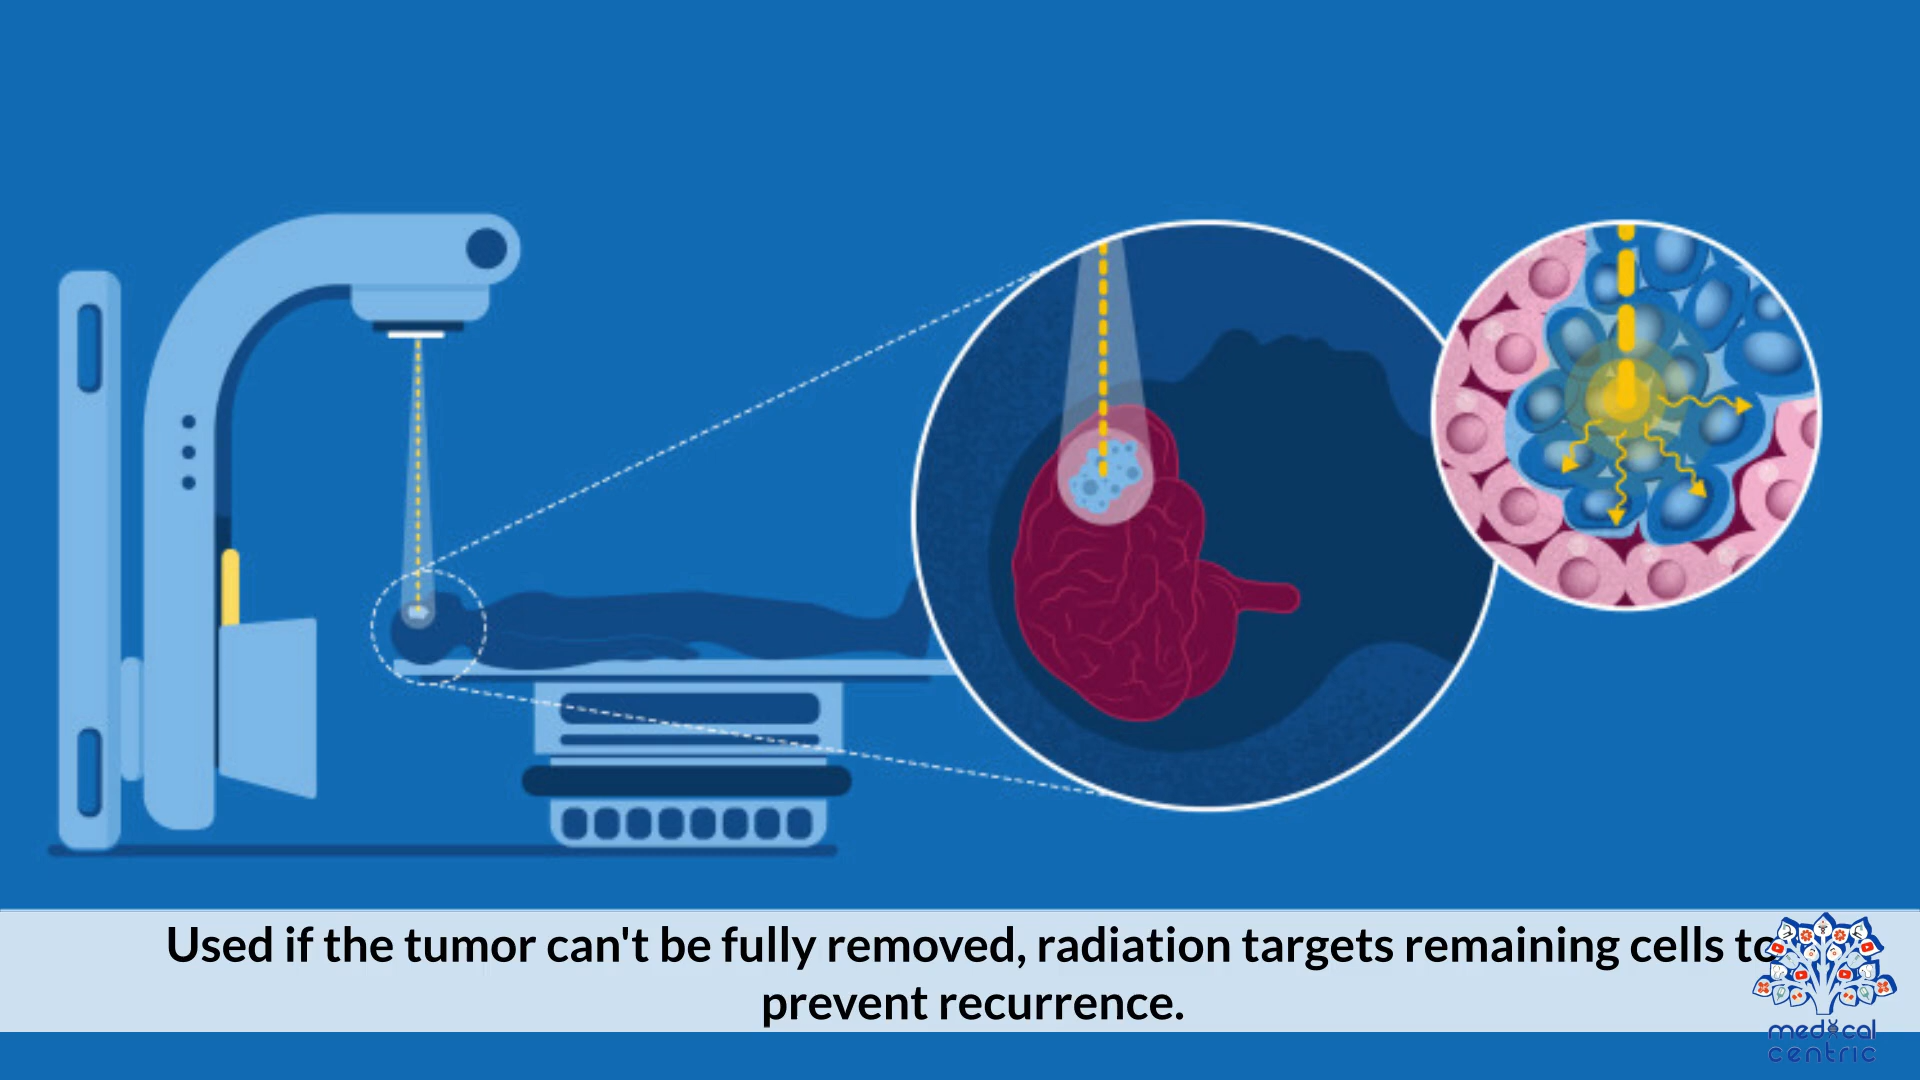 Used if the tumor can't be fully removed, radiation targets remaining cells to
prevent recurrence.
medical
centric